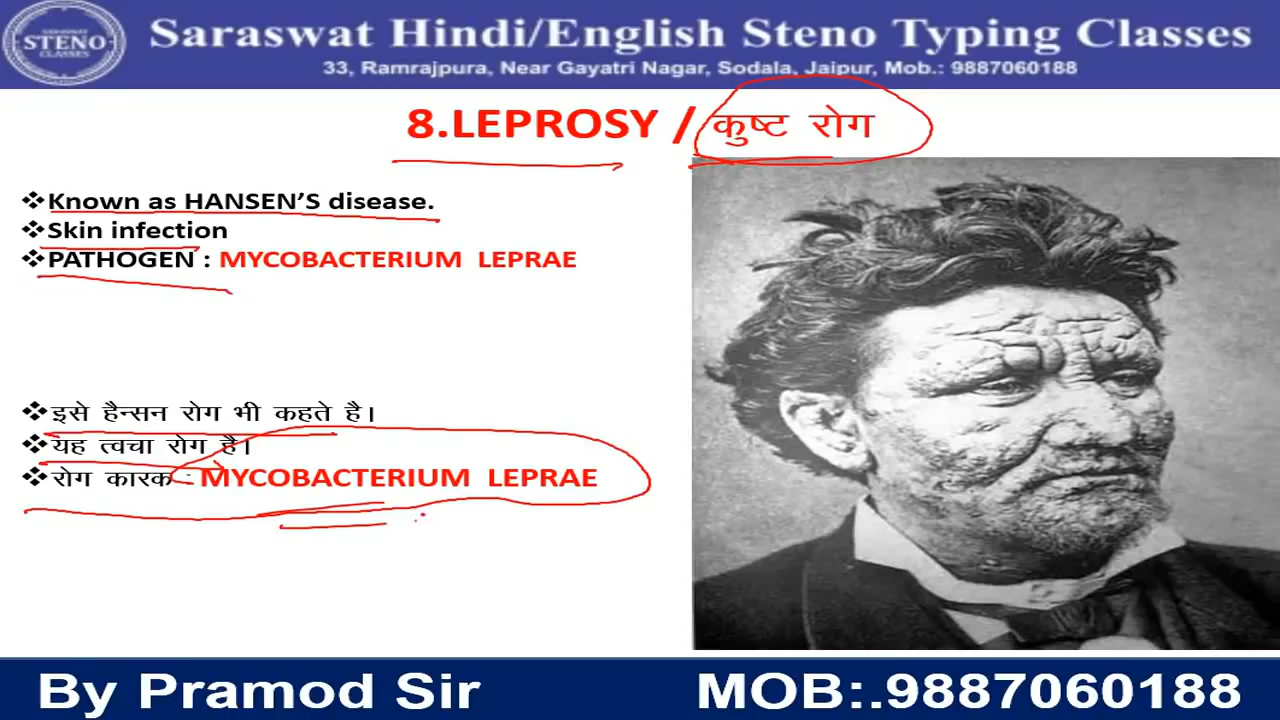 SARASWAT
STENO
CLASSES
Saraswat Hindi/English Steno Typing Classes
33, Ramrajpura, Near Gayatri Nagar, Sodala, Jaipur, Mob.: 9887060188
8.LEPROSY / कुष्ट रोग
❖Known as HANSEN’S disease.
❖Skin infection
❖PATHOGEN : MYCOBACTERIUM LEPRAE
❖इसे हैन्सन रोग भी कहते है।
❖यह त्वचा रोग है।
❖रोग कारक : MYCOBACTERIUM LEPRAE
By Pramod Sir
MOB:.9887060188